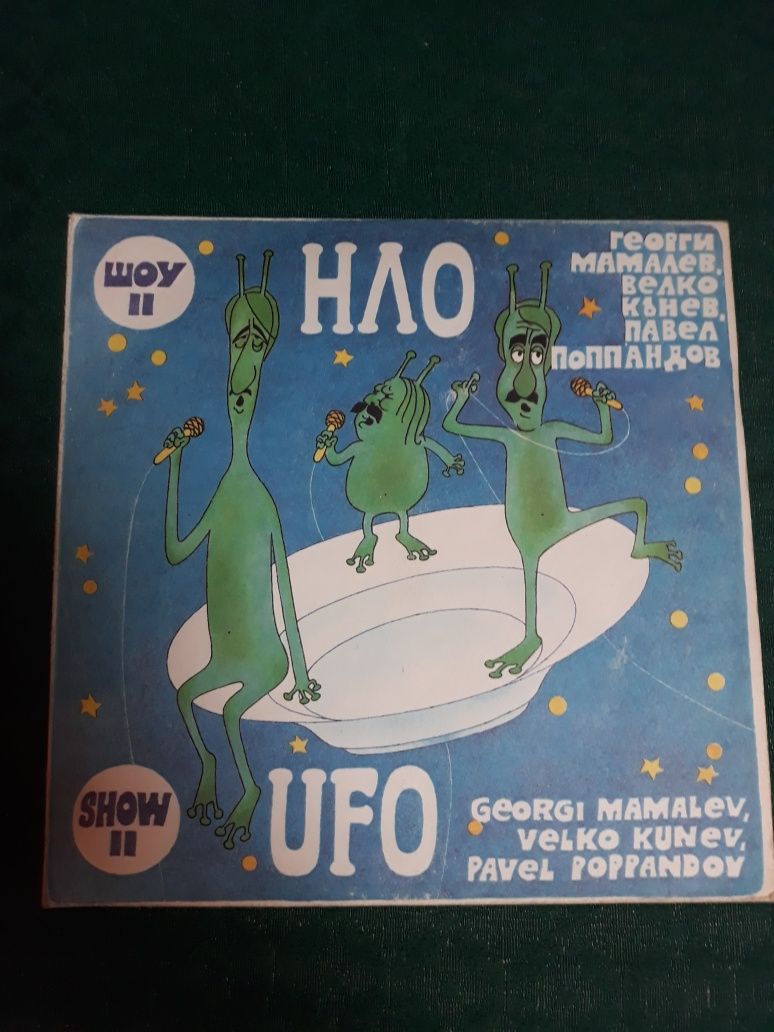 ШОУ
II
НЛО
ГЕОРГИ
МАМАЛЕВ,
ВЕЛКО
КЪНЕВ,
ПАВЕЛ
ПОППАНДОВ
SHOW
II
UFO
GEORGI MAMALEV,
VELKO KUNEV,
PAVEL POPPANDOV